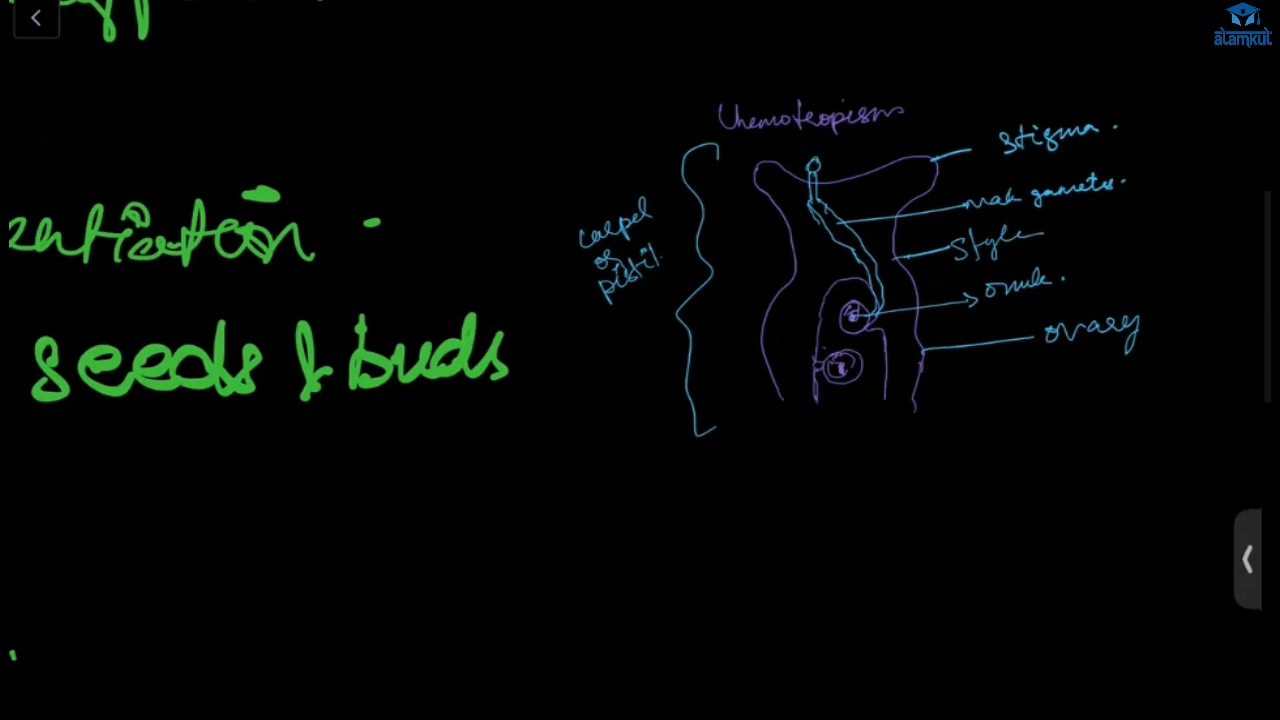 seeds & buds
Chemotropism
Stigma.
male gametes.
Style
carpel
or
pistil.
ovule.
ovary
alamkul